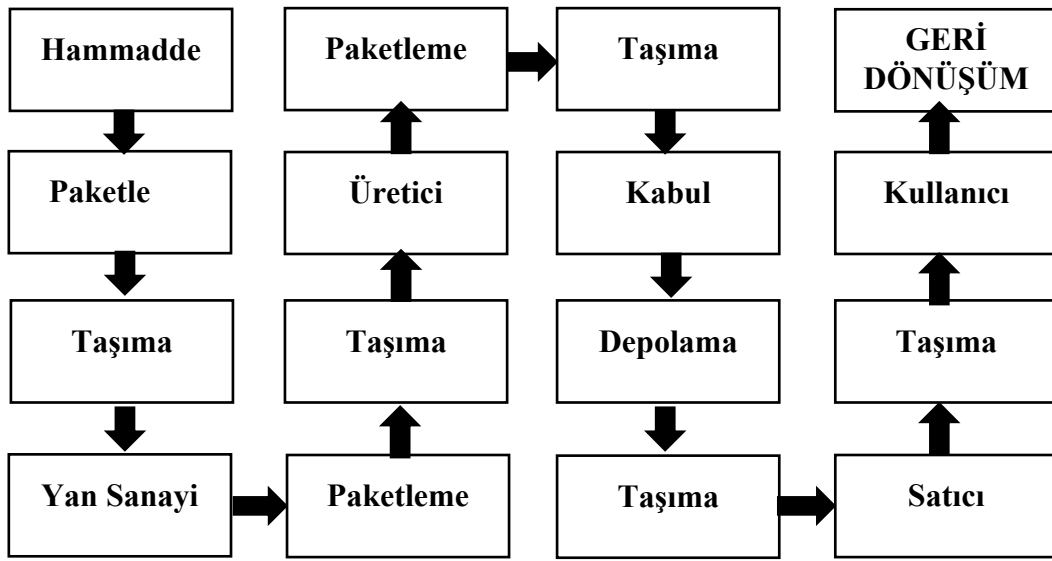 Hammadde
Paketle
Taşıma
Yan Sanayi
Paketleme
Taşıma
Üretici
Paketleme
Taşıma
Kabul
Depolama
Taşıma
Satıcı
Taşıma
Kullanıcı
GERİ
DÖNÜŞÜM